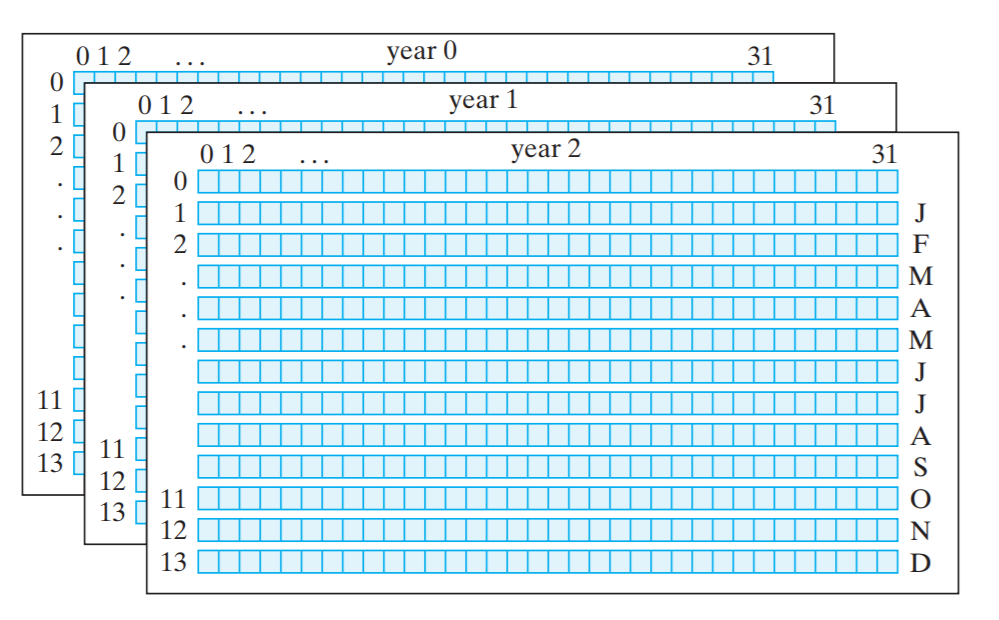 0 1 2 ... year 0 31
0
1
2
.
.
.
11
12
13
0 1 2 ... year 1 31
0
1
2
.
.
.
11
12
13
0 1 2 ... year 2 31
0
1 J
2 F
. M
. A
. M
J
J
A
S
11 O
12 N
13 D